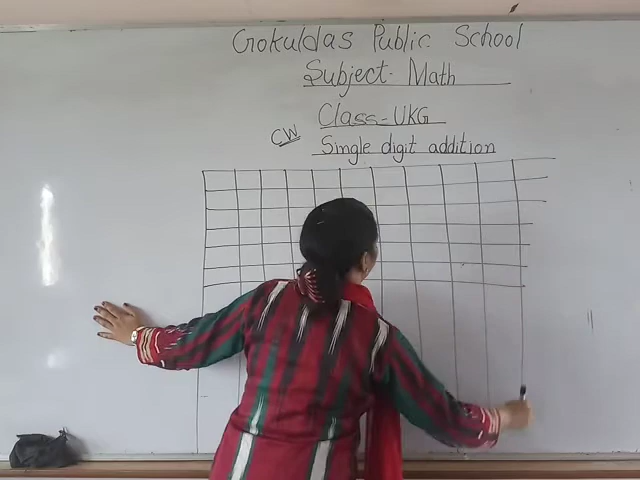 Gokuldas Public School
Subject- Math
Class-UKG
CW
Single digit addition